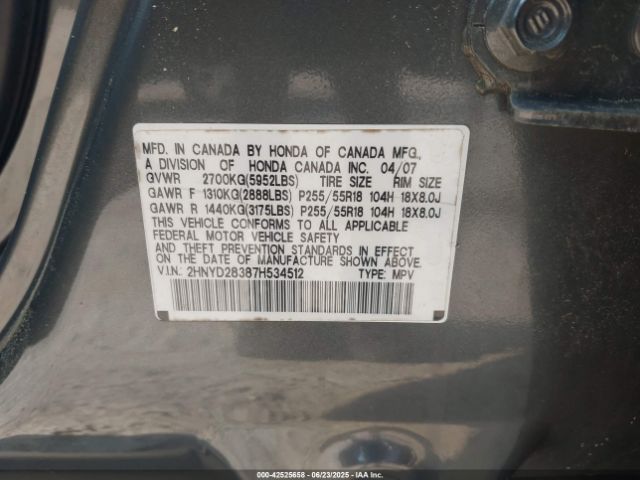 MFD. IN CANADA BY HONDA OF CANADA MFG.,
A DIVISION OF HONDA CANADA INC. 04/07
GVWR 2700KG(5952LBS) TIRE SIZE RIM SIZE
GAWR F 1310KG(2888LBS) P255/55R18 104H 18X8.0J
GAWR R 1440KG(3175LBS) P255/55R18 104H 18X8.0J
THIS VEHICLE CONFORMS TO ALL APPLICABLE
FEDERAL MOTOR VEHICLE SAFETY
AND THEFT PREVENTION STANDARDS IN EFFECT
ON THE DATE OF MANUFACTURE SHOWN ABOVE.
V.I.N.: 2HNYD28387H534512 TYPE: MPV
000-42525658 - 06/23/2025 - IAAI.COM